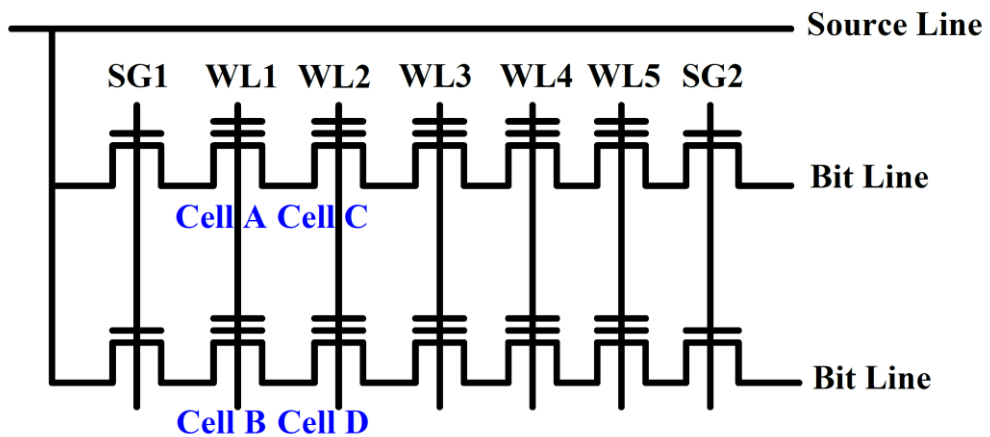 Source Line
SG1 WL1 WL2 WL3 WL4 WL5 SG2
Bit Line
Cell A Cell C
Bit Line
Cell B Cell D